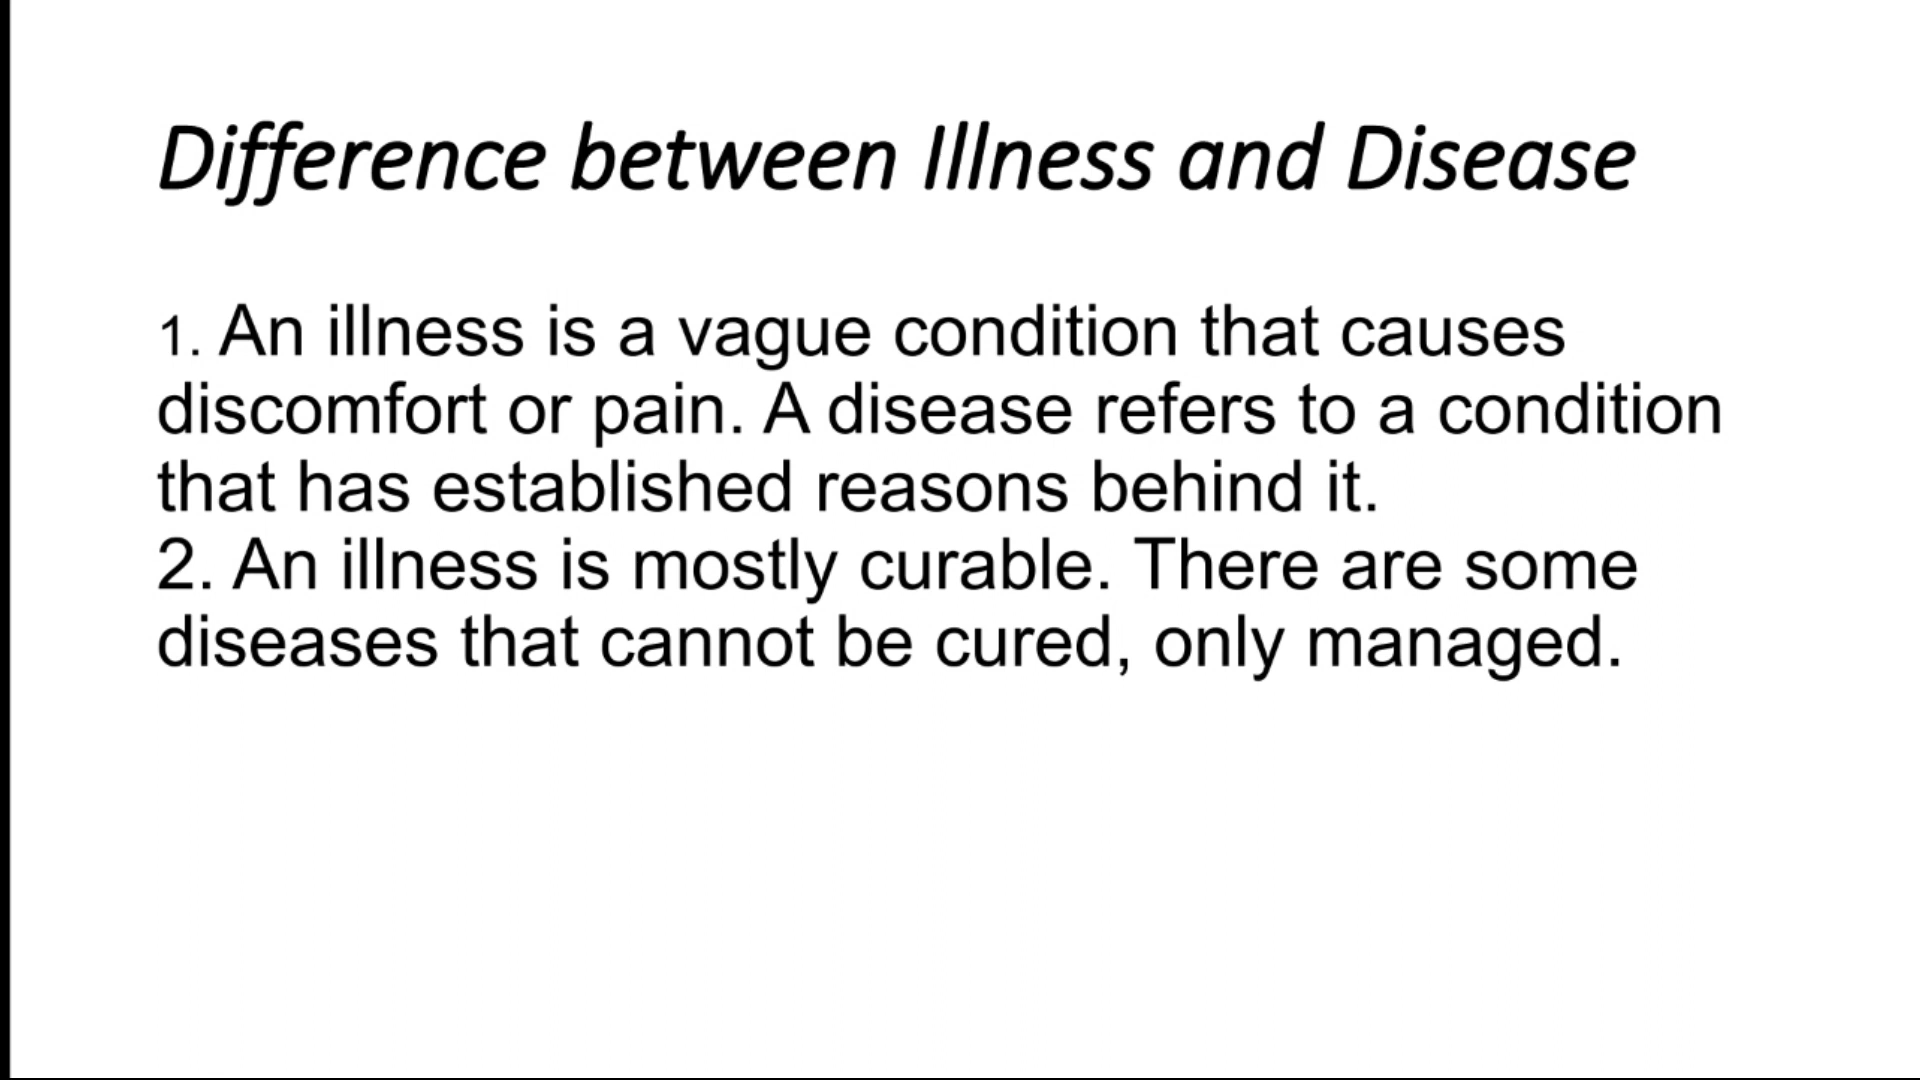 Difference between Illness and Disease
1. An illness is a vague condition that causes
discomfort or pain. A disease refers to a condition
that has established reasons behind it.
2. An illness is mostly curable. There are some
diseases that cannot be cured, only managed.